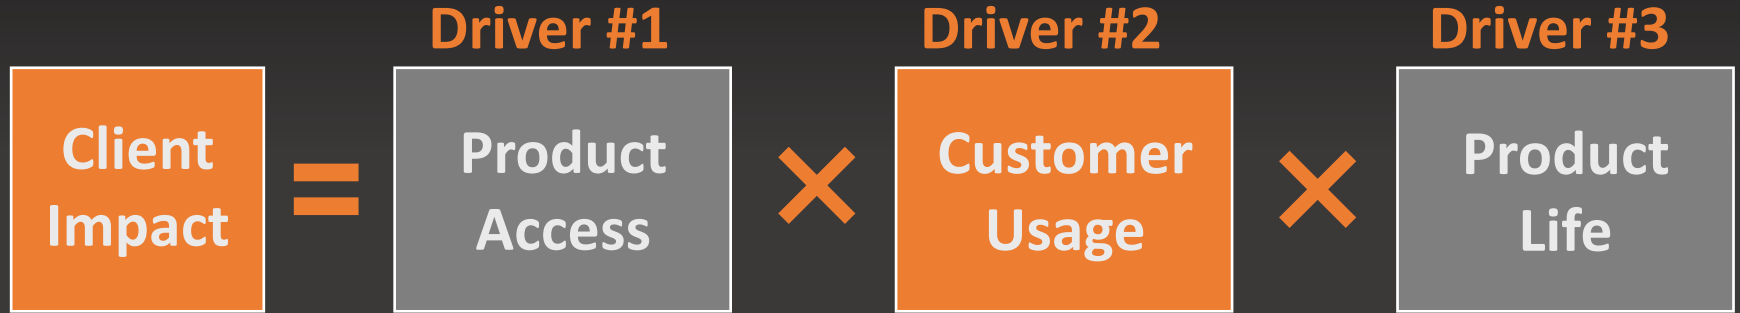 Driver #1
Driver #2
Driver #3
Client
Impact
=
Product
Access
×
Customer
Usage
×
Product
Life